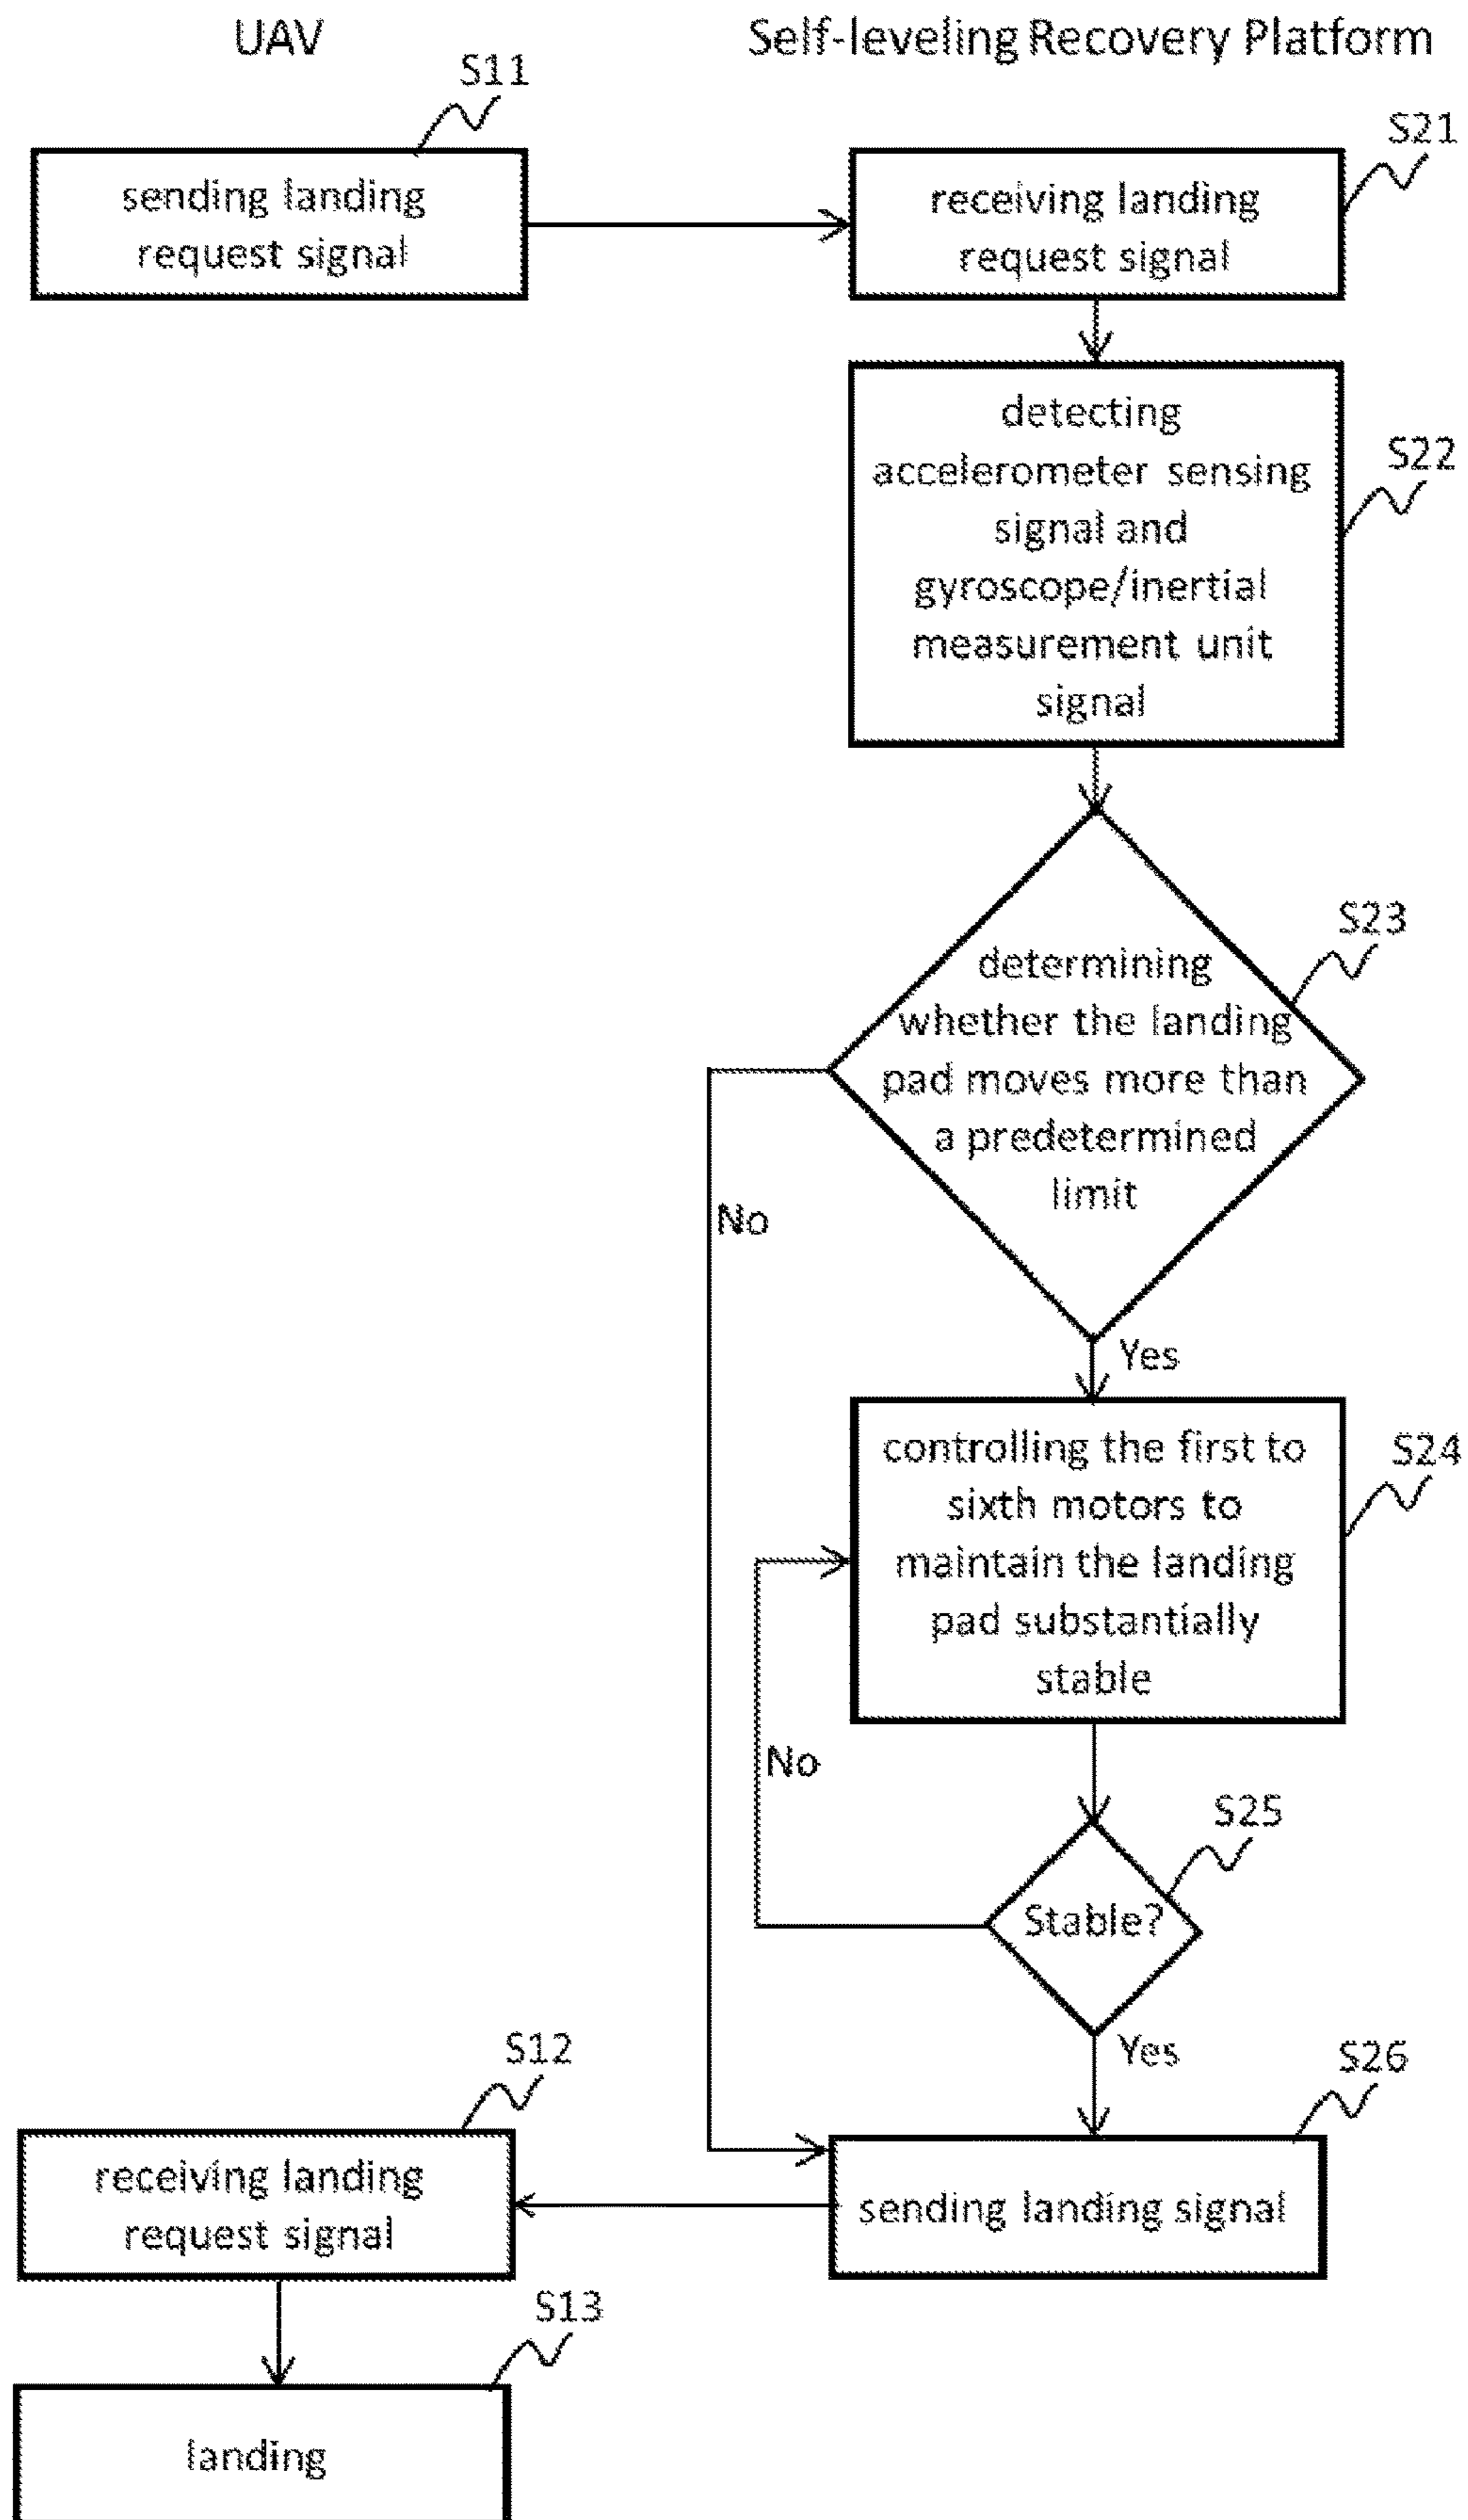 UAV
Self-leveling Recovery Platform
S11
sending landing
request signal
S21
receiving landing
request signal
S22
detecting
accelerometer sensing
signal and
gyroscope/inertial
measurement unit
signal
S23
determining
whether the landing
pad moves more than
a predetermined
limit
No
Yes
S24
controlling the first to
sixth motors to
maintain the landing
pad substantially
stable
No
S25
Stable?
Yes
S26
sending landing signal
S12
receiving landing
request signal
S13
landing